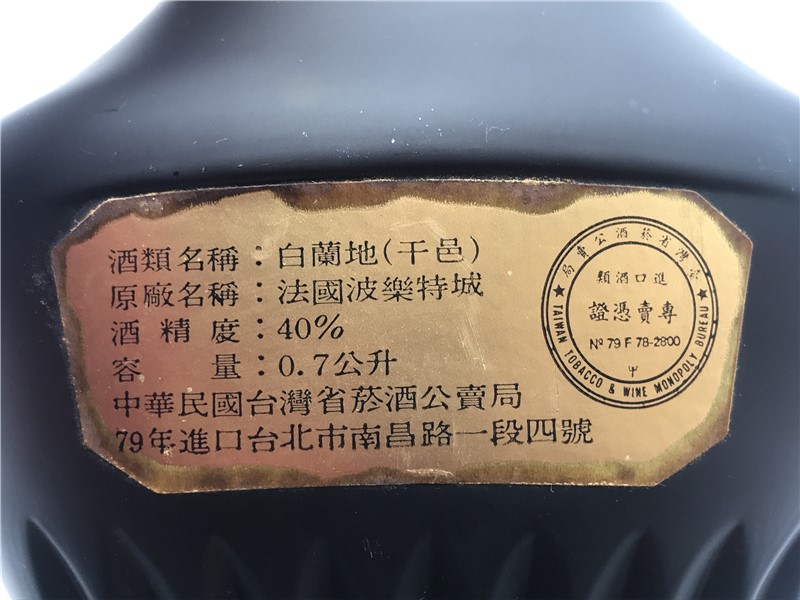 酒類名稱：白蘭地(干邑)
原廠名稱：法國波樂特城
酒精度：40%
容量：0.7公升
中華民國台灣省菸酒公賣局
79年進口台北市南昌路一段四號
局賣公酒菸省灣臺
類酒口進
證憑賣專
№ 79 F 78-2800
★ TAIWAN TOBACCO & WINE MONOPOLY BUREAU ★